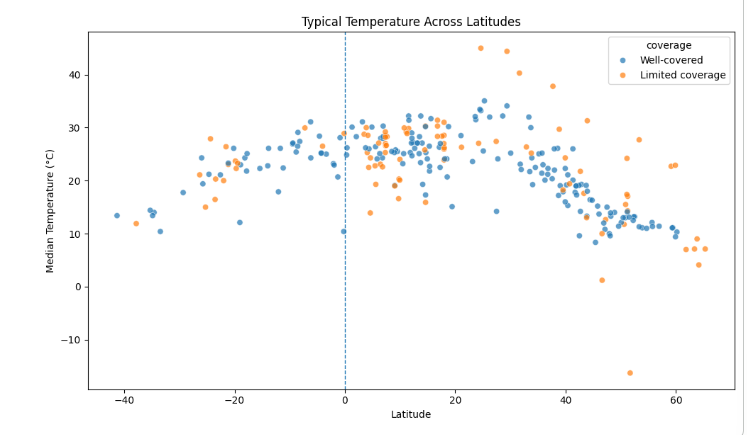 Typical Temperature Across Latitudes
coverage
Well-covered
Limited coverage
Median Temperature (°C)
40
30
20
10
0
−10
−40
−20
0
20
40
60
Latitude